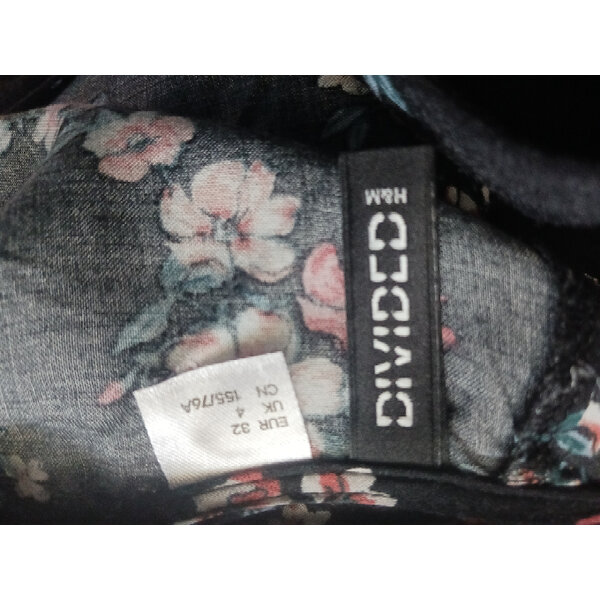 DIVIDED
H&M
EUR 32
UK 4
CN 155/76A